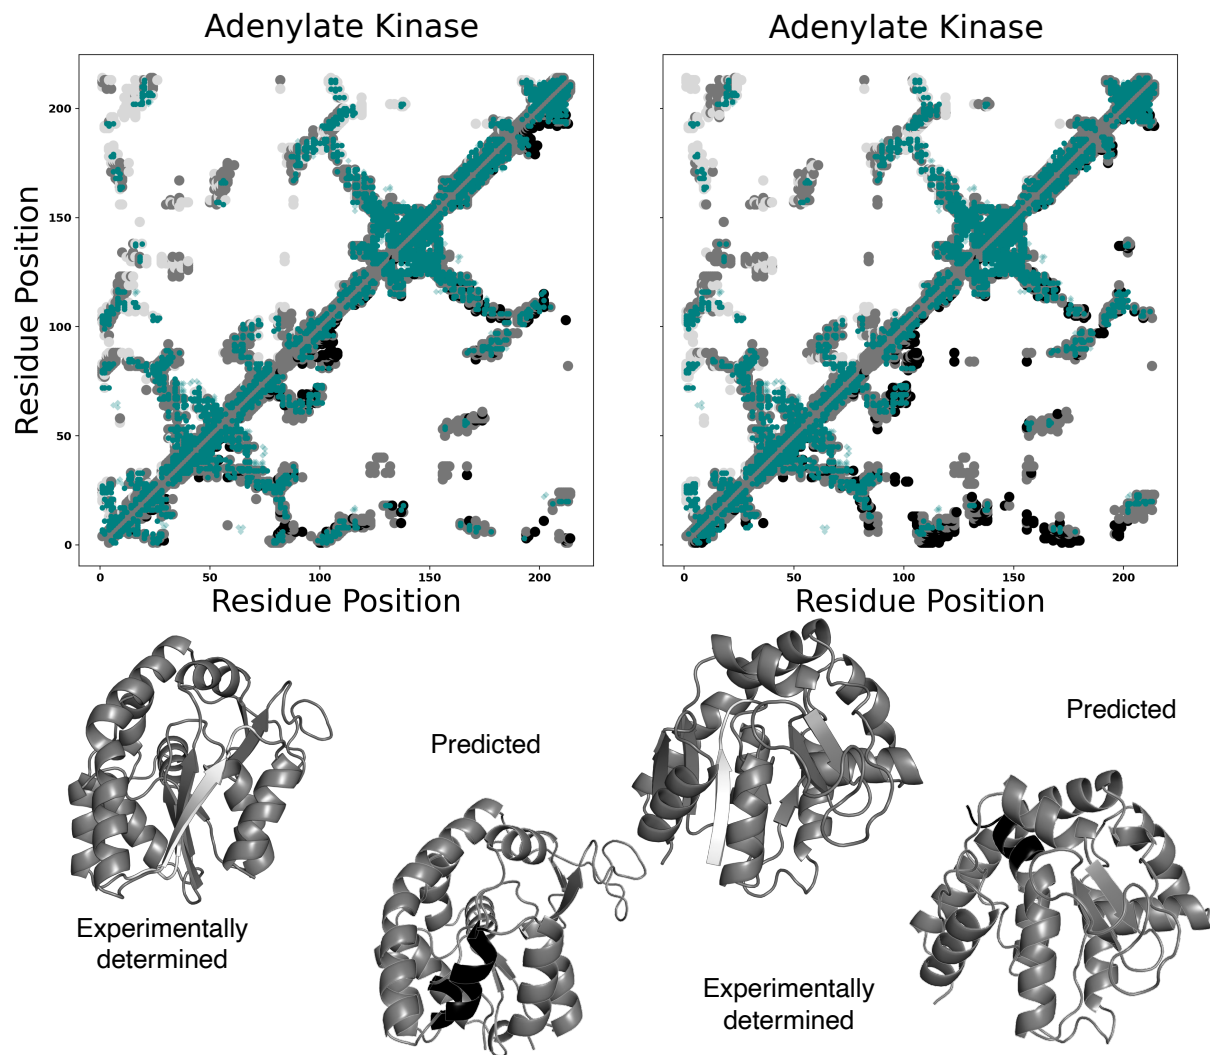 Adenylate Kinase
Adenylate Kinase
Residue Position
200
150
100
50
0
0
50
100
150
200
0
50
100
150
200
Residue Position
Residue Position
Predicted
Predicted
Experimentally
determined
Experimentally
determined